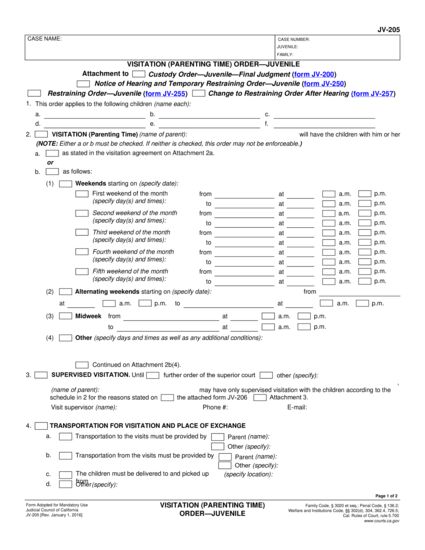 JV-205
CASE NAME:
CASE NUMBER:
JUVENILE:
FAMILY:
VISITATION (PARENTING TIME) ORDER—JUVENILE
Attachment to Custody Order—Juvenile—Final Judgment (form JV-200)
Notice of Hearing and Temporary Restraining Order—Juvenile (form JV-250)
Restraining Order—Juvenile (form JV-255) Change to Restraining Order After Hearing (form JV-257)
1. This order applies to the following children (name each):
a. b. c.
d. e. f.
2. VISITATION (Parenting Time) (name of parent): will have the children with him or her
(NOTE: Either a or b must be checked. If neither is checked, this order may not be enforceable.)
a. as stated in the visitation agreement on Attachment 2a.
or
b. as follows:
(1) Weekends starting on (specify date):
First weekend of the month from at a.m. p.m.
(specify day(s) and times): to at a.m. p.m.
Second weekend of the month from at a.m. p.m.
(specify day(s) and times): to at a.m. p.m.
Third weekend of the month from at a.m. p.m.
(specify day(s) and times): to at a.m. p.m.
Fourth weekend of the month from at a.m. p.m.
(specify day(s) and times): to at a.m. p.m.
Fifth weekend of the month from at a.m. p.m.
(specify day(s) and times): to at a.m. p.m.
(2) Alternating weekends starting on (specify date): from
at a.m. p.m. to at a.m. p.m.
(3) Midweek from at a.m. p.m.
to at a.m. p.m.
(4) Other (specify days and times as well as any additional conditions):
Continued on Attachment 2b(4).
3. SUPERVISED VISITATION. Until further order of the superior court other (specify):
,
(name of parent): may have only supervised visitation with the children according to the
schedule in 2 for the reasons stated on the attached form JV-206 Attachment 3.
Visit supervisor (name): Phone #: E-mail:
4. TRANSPORTATION FOR VISITATION AND PLACE OF EXCHANGE
a. Transportation to the visits must be provided by Parent (name):
Other (specify):
b. Transportation from the visits must be provided by Parent (name):
Other (specify):
c. The children must be delivered to and picked up (specify location):
from
d. Other (specify):
Page 1 of 2
Form Adopted for Mandatory Use
Judicial Council of California
JV-205 [Rev. January 1, 2016]
VISITATION (PARENTING TIME)
ORDER—JUVENILE
Family Code, § 3020 et seq.; Penal Code, § 136.2;
Welfare and Institutions Code, §§ 302(d), 304, 362.4, 726.5;
Cal. Rules of Court, rule 5.700
www.courts.ca.gov